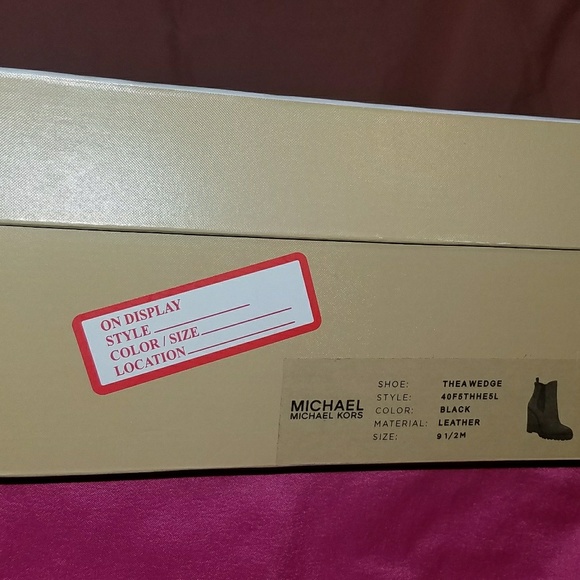 ON DISPLAY
STYLE
COLOR / SIZE
LOCATION
MICHAEL
MICHAEL KORS
SHOE: THEA WEDGE
STYLE: 40F5THHE5L
COLOR: BLACK
MATERIAL: LEATHER
SIZE: 9 1/2 M